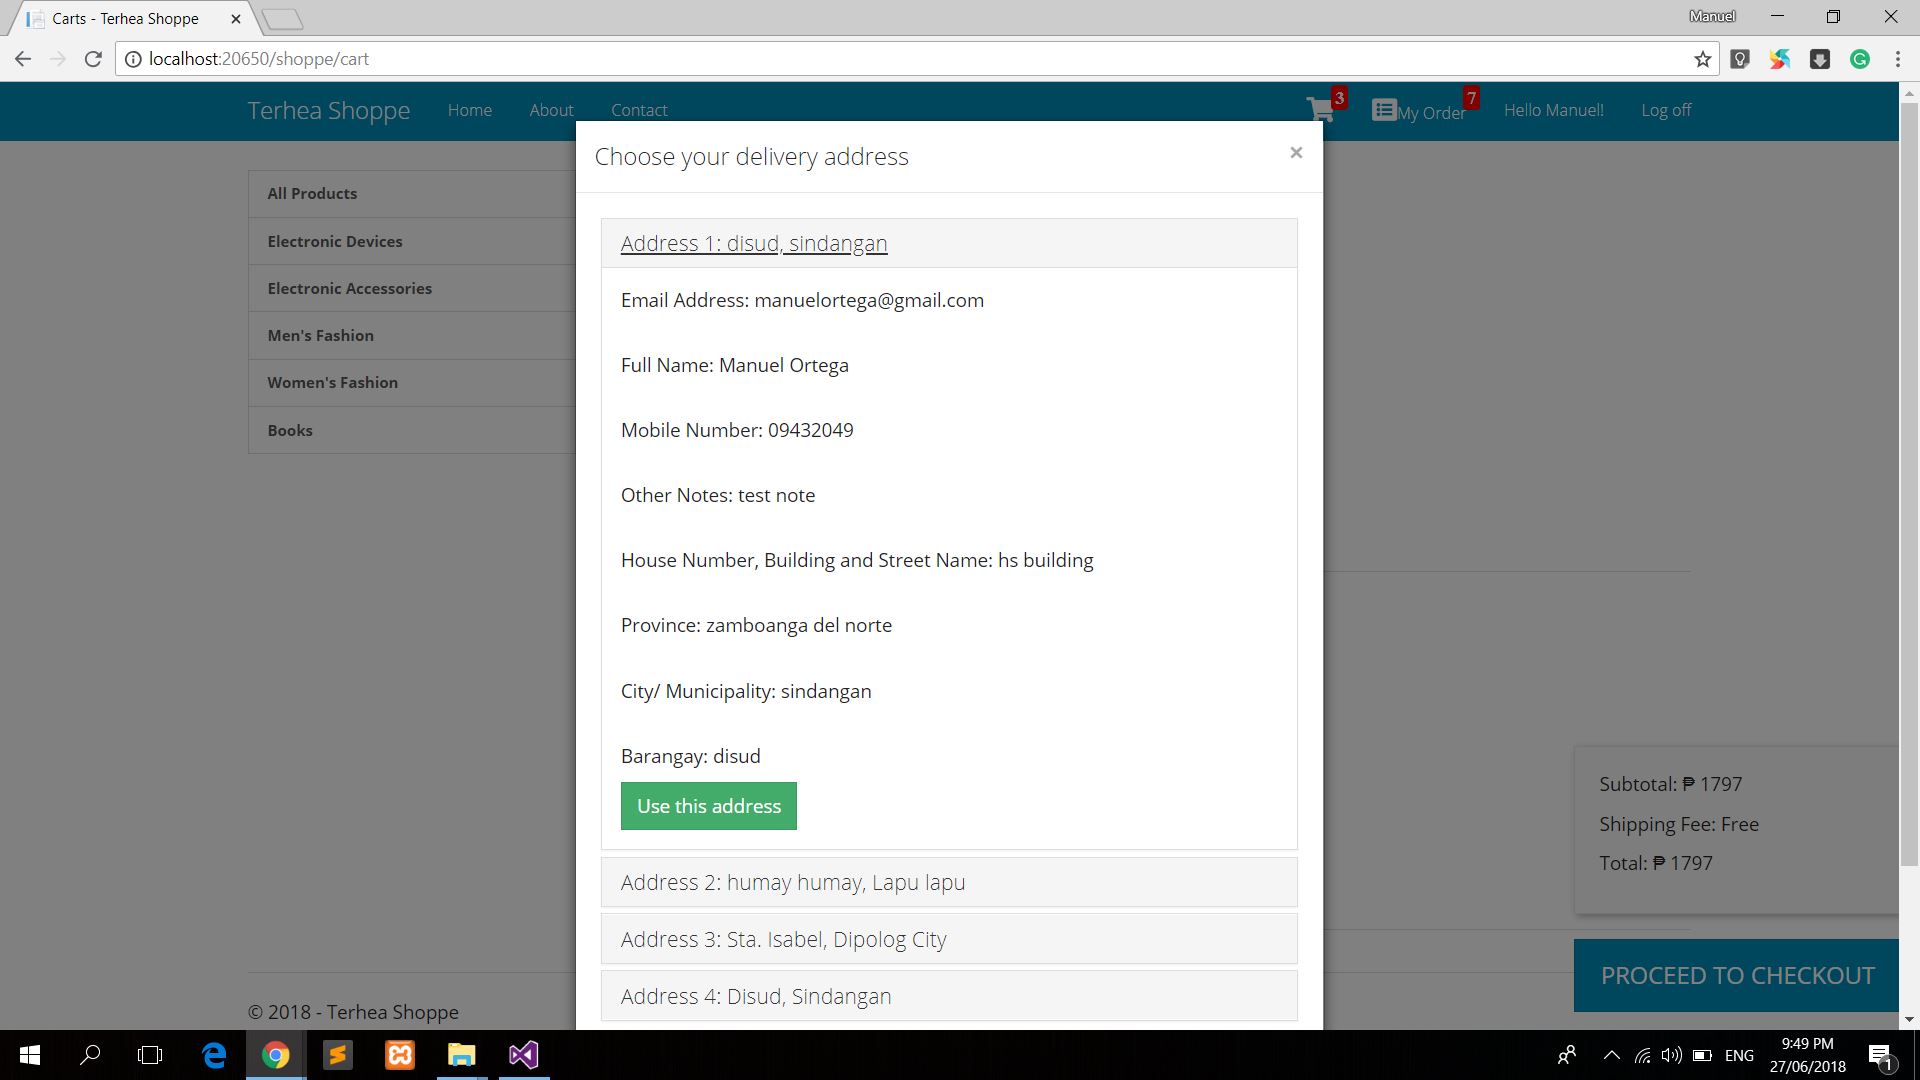 Carts - Terhea Shoppe
Manuel
localhost:20650/shoppe/cart
Terhea Shoppe
Home
About
Contact
3
My Order
7
Hello Manuel!
Log off
Choose your delivery address
×
All Products
Electronic Devices
Electronic Accessories
Men's Fashion
Women's Fashion
Books
Address 1: disud, sindangan
Email Address: manuelortega@gmail.com
Full Name: Manuel Ortega
Mobile Number: 09432049
Other Notes: test note
House Number, Building and Street Name: hs building
Province: zamboanga del norte
City/ Municipality: sindangan
Barangay: disud
Use this address
Address 2: humay humay, Lapu lapu
Address 3: Sta. Isabel, Dipolog City
Address 4: Disud, Sindangan
Subtotal: ₱ 1797
Shipping Fee: Free
Total: ₱ 1797
PROCEED TO CHECKOUT
© 2018 - Terhea Shoppe
ENG
9:49 PM
27/06/2018
1